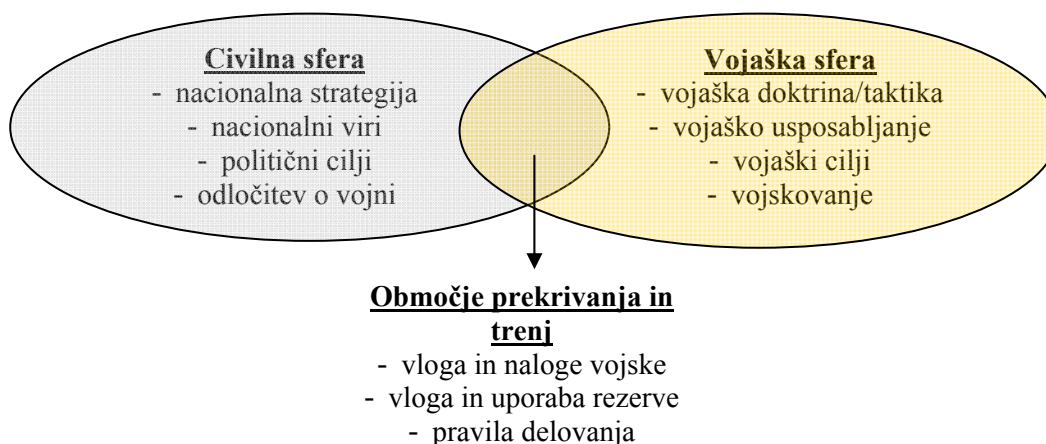 Civilna sfera
- nacionalna strategija
- nacionalni viri
- politični cilji
- odločitev o vojni
Vojaška sfera
- vojaška doktrina/taktika
- vojaško usposabljanje
- vojaški cilji
- vojskovanje
Območje prekrivanja in
trenj
- vloga in naloge vojske
- vloga in uporaba rezerve
- pravila delovanja